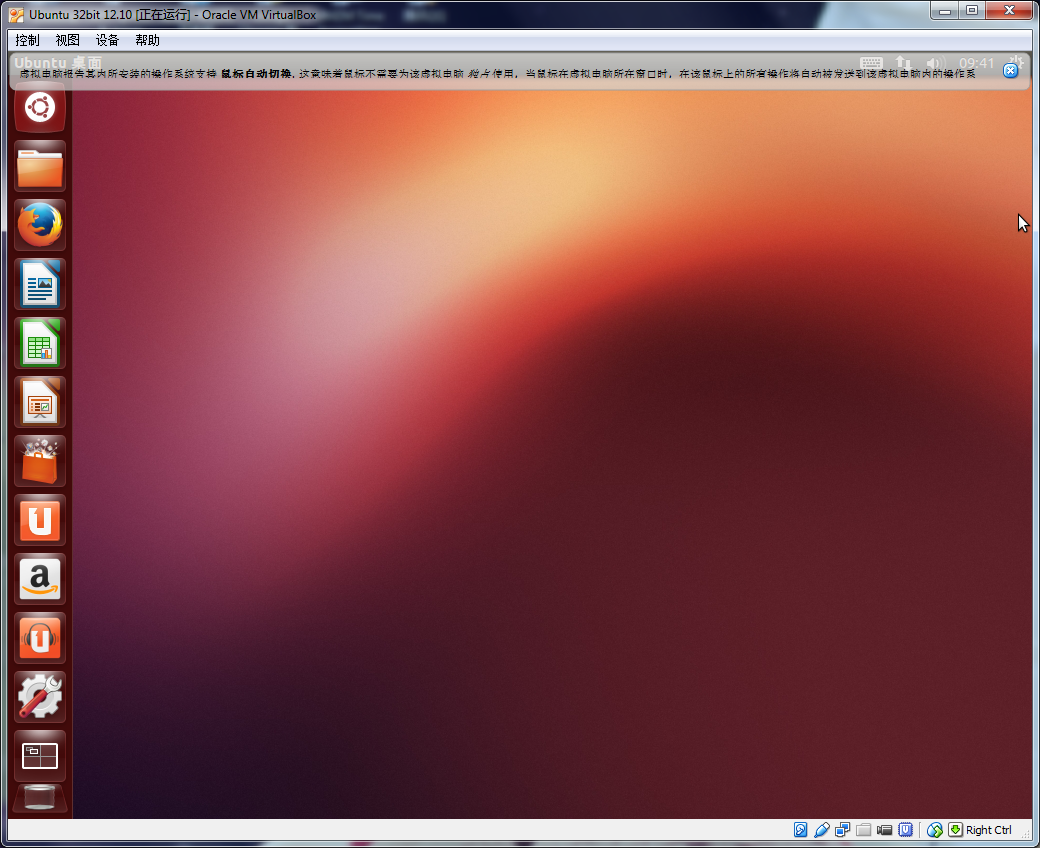 Ubuntu 32bit 12.10 [正在运行] - Oracle VM VirtualBox
控制 视图 设备 帮助
Ubuntu 桌面
09:41
虚拟电脑报告其内所安装的操作系统支持 鼠标自动切换, 这意味着鼠标不需要为该虚拟电脑 独占 使用，当鼠标在虚拟电脑所在窗口时，在该鼠标上的所有操作将自动被发送到该虚拟电脑内的操作系
U
a
U
Right Ctrl